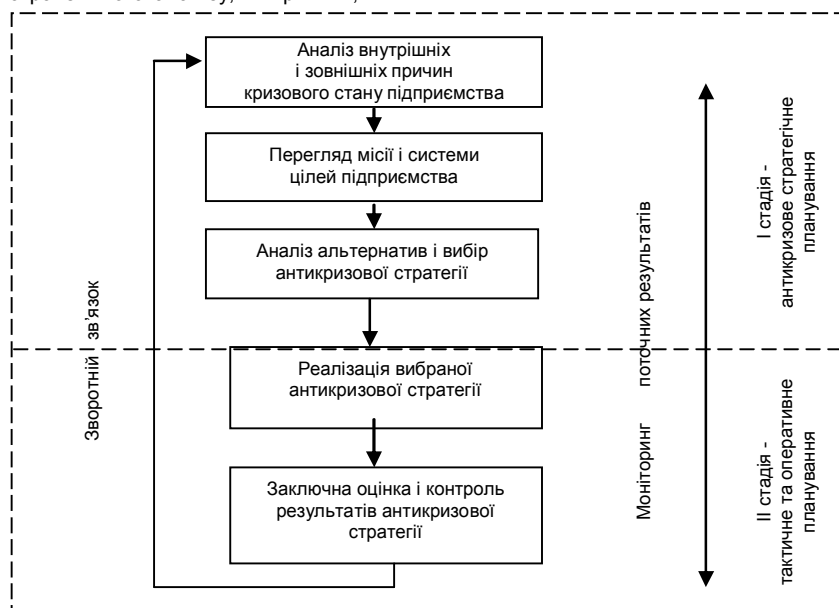 Аналіз внутрішніх
і зовнішніх причин
кризового стану підприємства
Перегляд місії і системи
цілей підприємства
Аналіз альтернатив і вибір
антикризової стратегії
Реалізація вибраної
антикризової стратегії
Заключна оцінка і контроль
результатів антикризової
стратегії
Зворотній зв'язок
Моніторинг поточних результатів
І стадія -
антикризове стратегічне
планування
ІІ стадія -
тактичне та оперативне
планування